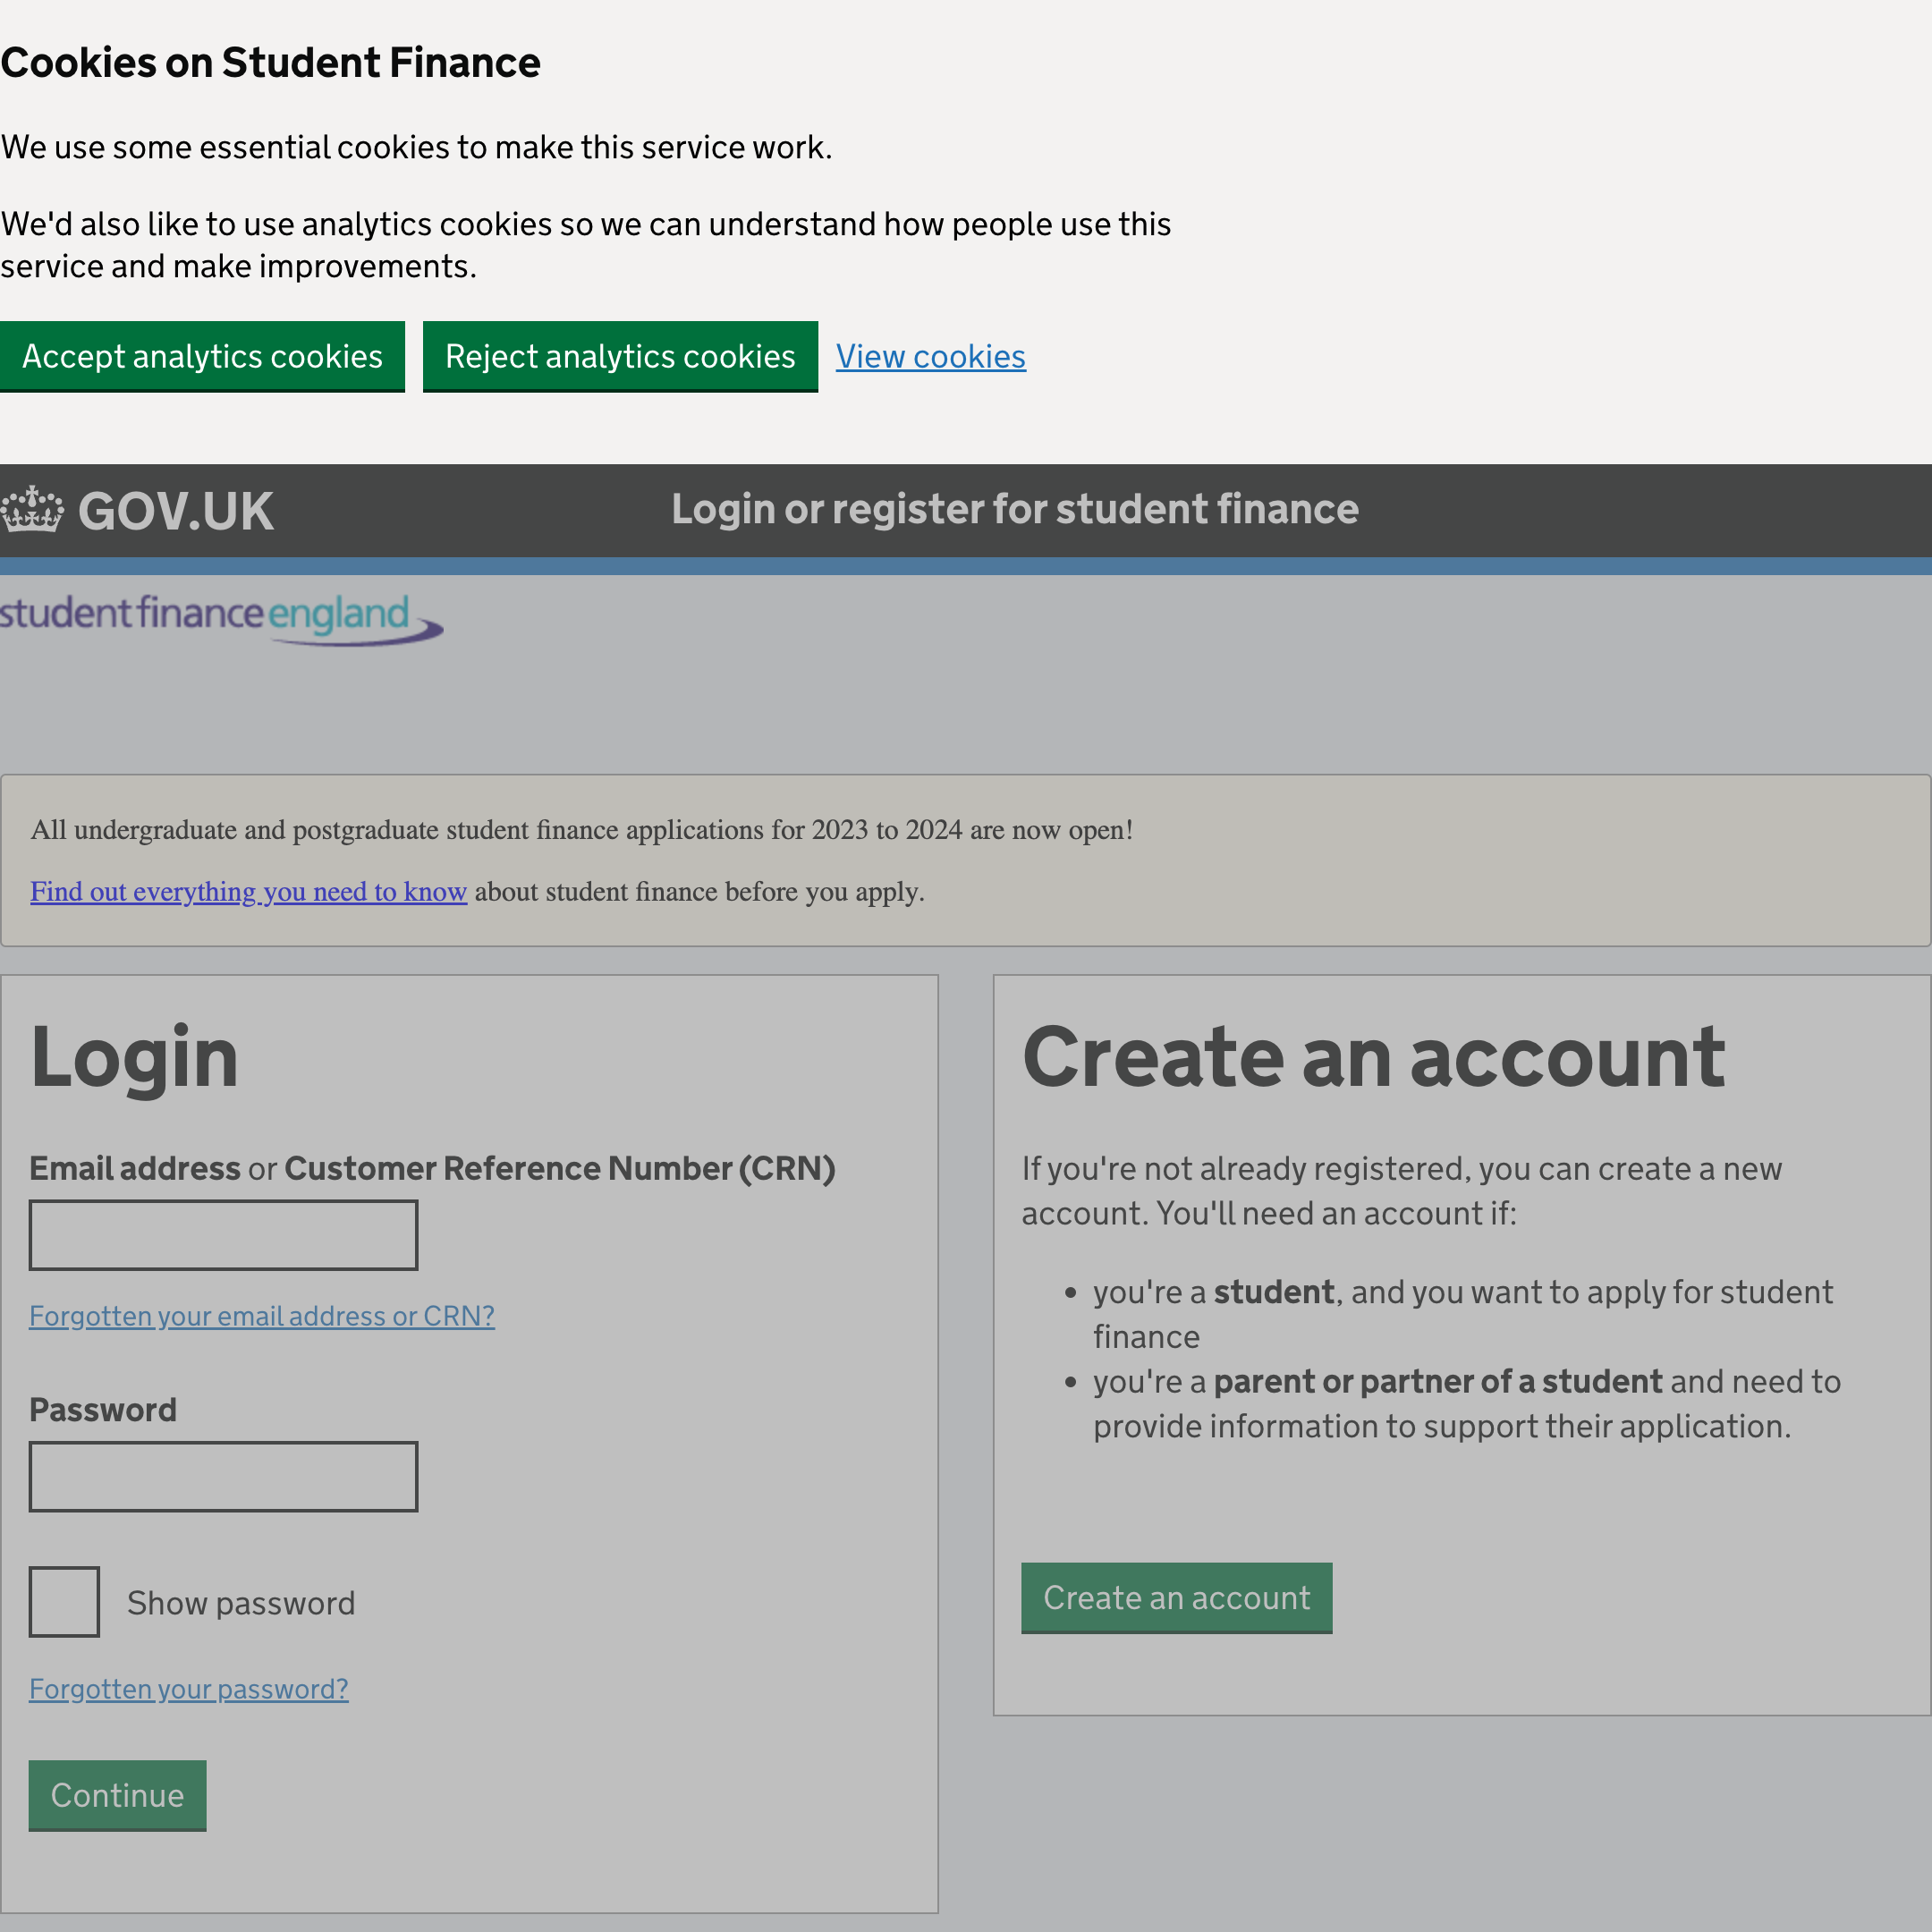 Cookies on Student Finance
We use some essential cookies to make this service work.
We'd also like to use analytics cookies so we can understand how people use this
service and make improvements.
Accept analytics cookies
Reject analytics cookies
View cookies
GOV.UK
Login or register for student finance
student finance england
All undergraduate and postgraduate student finance applications for 2023 to 2024 are now open!
Find out everything you need to know about student finance before you apply.
Login
Email address or Customer Reference Number (CRN)
Forgotten your email address or CRN?
Password
Show password
Forgotten your password?
Continue
Create an account
If you're not already registered, you can create a new
account. You'll need an account if:
• you're a student, and you want to apply for student
finance
• you're a parent or partner of a student and need to
provide information to support their application.
Create an account